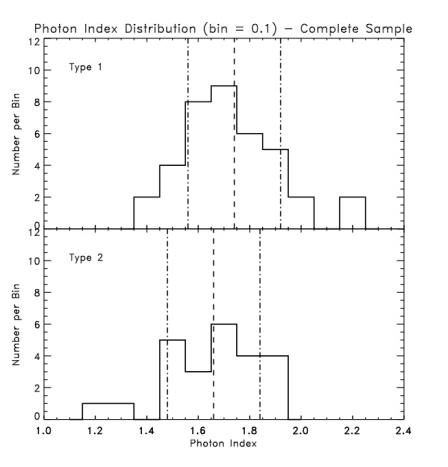 Photon Index Distribution (bin = 0.1) – Complete Sample
12
10
8
6
4
2
0
Number per Bin
Type 1
12
10
8
6
4
2
0
Number per Bin
Type 2
1.0 1.2 1.4 1.6 1.8 2.0 2.2 2.4
Photon Index